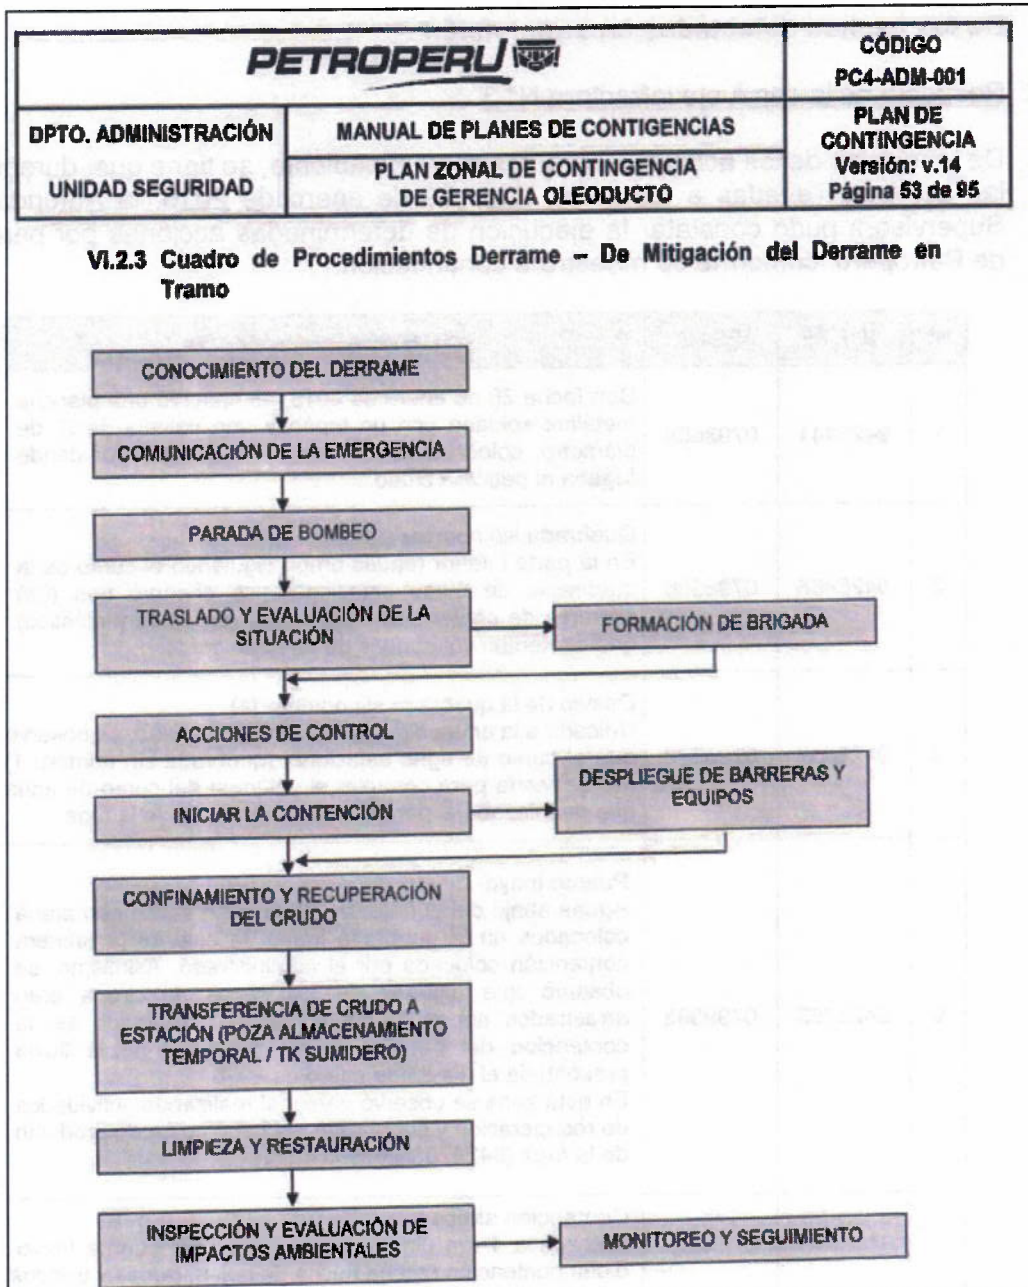 PETROPERU
CÓDIGO
PC4-ADM-001
DPTO. ADMINISTRACIÓN
MANUAL DE PLANES DE CONTIGENCIAS
PLAN DE
CONTINGENCIA
Versión: v.14
Página 53 de 95
UNIDAD SEGURIDAD
PLAN ZONAL DE CONTINGENCIA
DE GERENCIA OLEODUCTO
VI.2.3 Cuadro de Procedimientos Derrame – De Mitigación del Derrame en
Tramo
CONOCIMIENTO DEL DERRAME
COMUNICACIÓN DE LA EMERGENCIA
PARADA DE BOMBEO
TRASLADO Y EVALUACIÓN DE LA
SITUACIÓN
FORMACIÓN DE BRIGADA
ACCIONES DE CONTROL
INICIAR LA CONTENCIÓN
DESPLIEGUE DE BARRERAS Y
EQUIPOS
CONFINAMIENTO Y RECUPERACIÓN
DEL CRUDO
TRANSFERENCIA DE CRUDO A
ESTACIÓN (POZA ALMACENAMIENTO
TEMPORAL / TK SUMIDERO)
LIMPIEZA Y RESTAURACIÓN
INSPECCIÓN Y EVALUACIÓN DE
IMPACTOS AMBIENTALES
MONITOREO Y SEGUIMIENTO